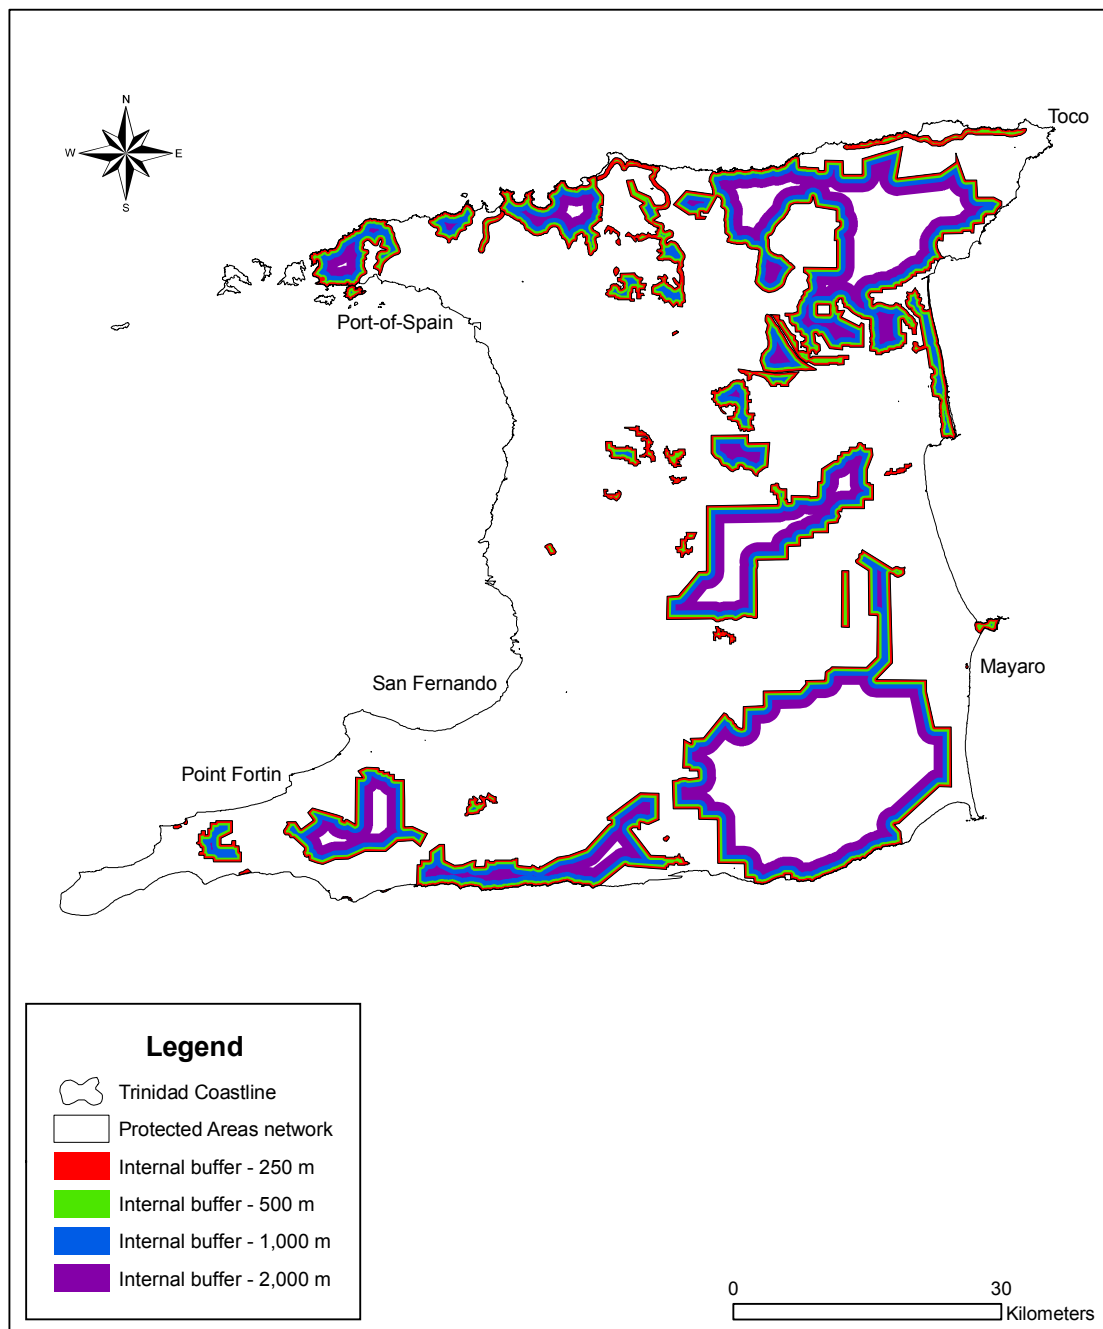 N
W E
S
Toco
Port-of-Spain
San Fernando
Mayaro
Point Fortin
Legend
Trinidad Coastline
Protected Areas network
Internal buffer - 250 m
Internal buffer - 500 m
Internal buffer - 1,000 m
Internal buffer - 2,000 m
0 30
Kilometers